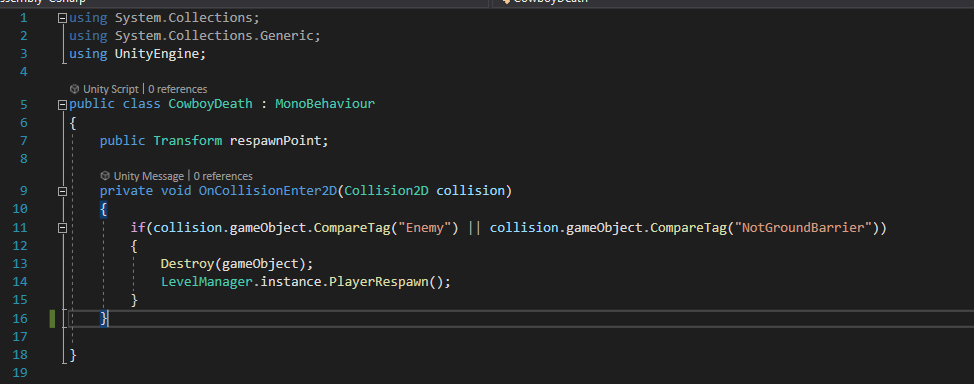 CowboyDeath
1 using System.Collections;
2 using System.Collections.Generic;
3 using UnityEngine;
4
Unity Script | 0 references
5 public class CowboyDeath : MonoBehaviour
6 {
7 public Transform respawnPoint;
8
Unity Message | 0 references
9 private void OnCollisionEnter2D(Collision2D collision)
10 {
11 if(collision.gameObject.CompareTag("Enemy") || collision.gameObject.CompareTag("NotGroundBarrier"))
12 {
13 Destroy(gameObject);
14 LevelManager.instance.PlayerRespawn();
15 }
16 }
17
18 }
19